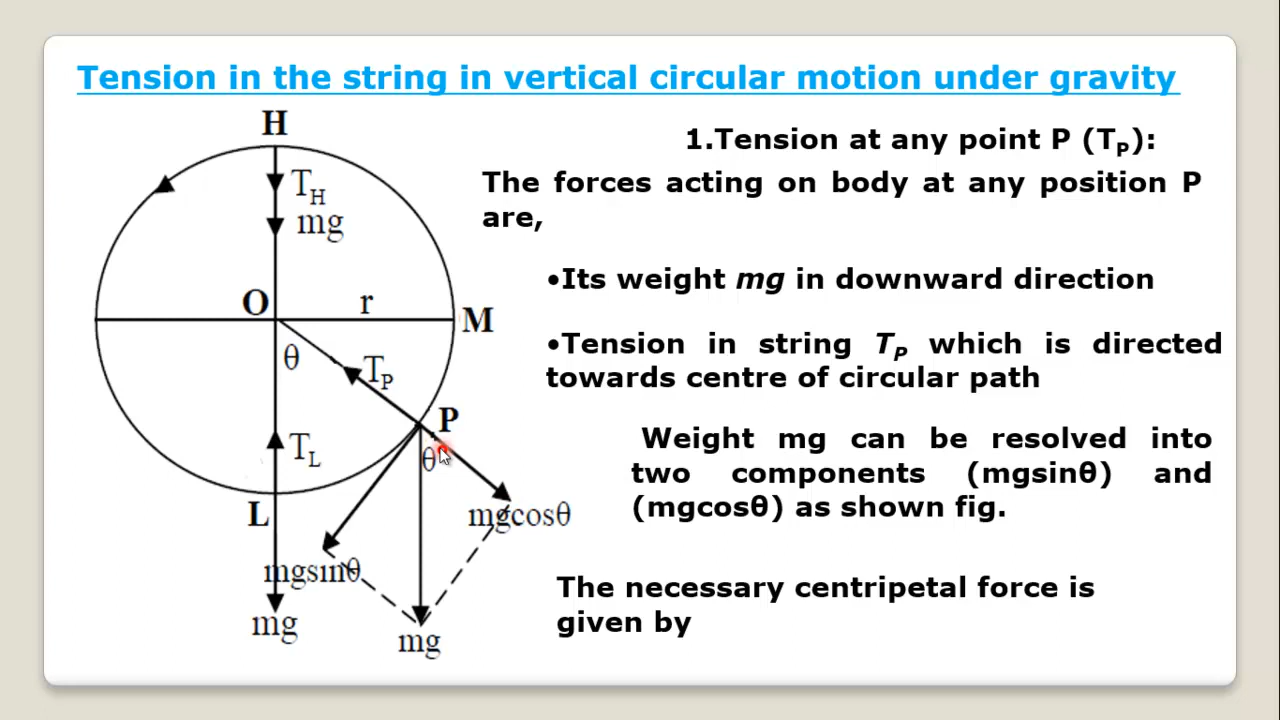 Tension in the string in vertical circular motion under gravity
H
T_H
mg
O
r
M
θ
T_P
P
θ
T_L
L
mgcosθ
mgsinθ
mg
mg
1.Tension at any point P (T_P):
The forces acting on body at any position P
are,
•Its weight mg in downward direction
•Tension in string T_P which is directed
towards centre of circular path
Weight mg can be resolved into
two components (mgsinθ) and
(mgcosθ) as shown fig.
The necessary centripetal force is
given by